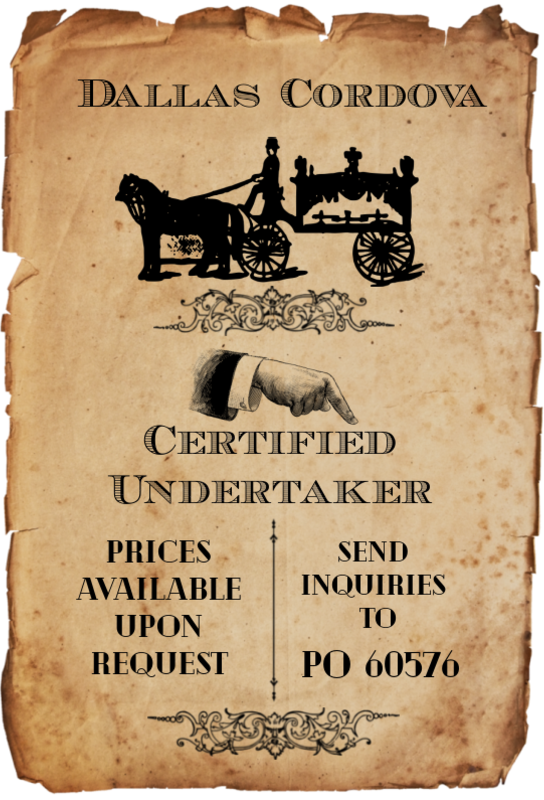 Dallas Cordova
Certified
Undertaker
PRICES
AVAILABLE
UPON
REQUEST
SEND
INQUIRIES
TO
PO 60576